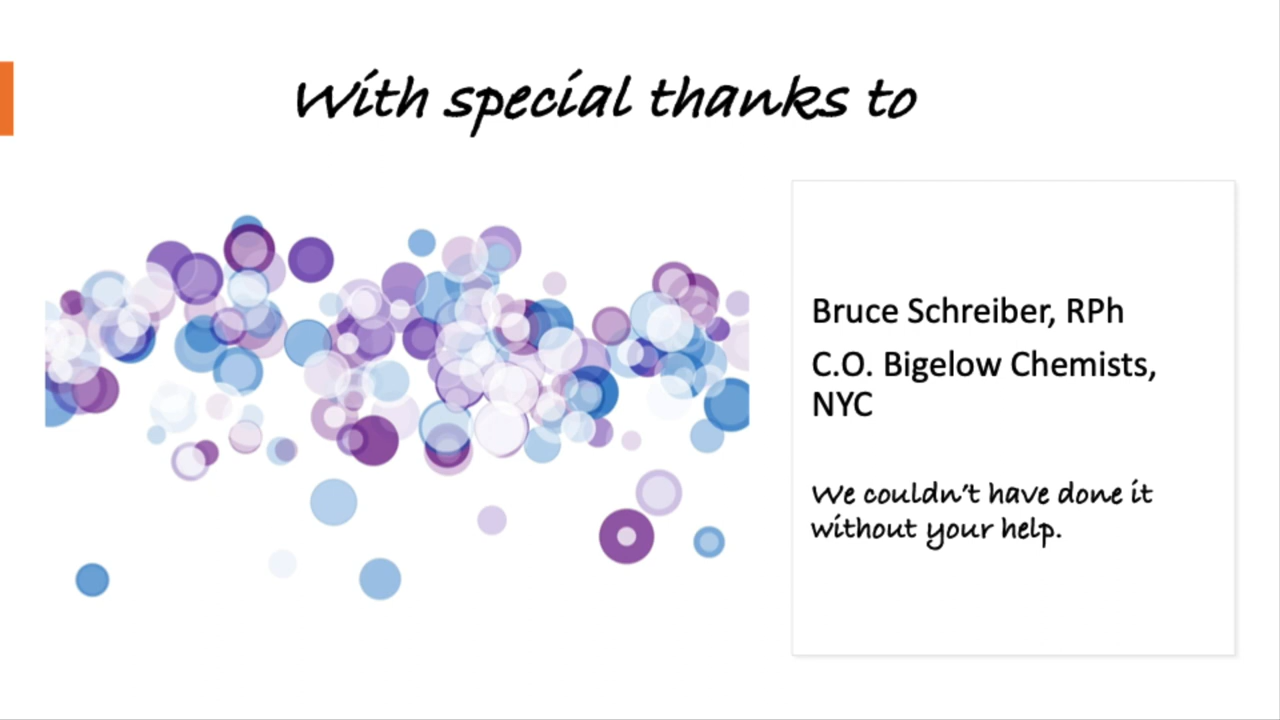 With special thanks to
Bruce Schreiber, RPh
C.O. Bigelow Chemists,
NYC
We couldn't have done it
without your help.